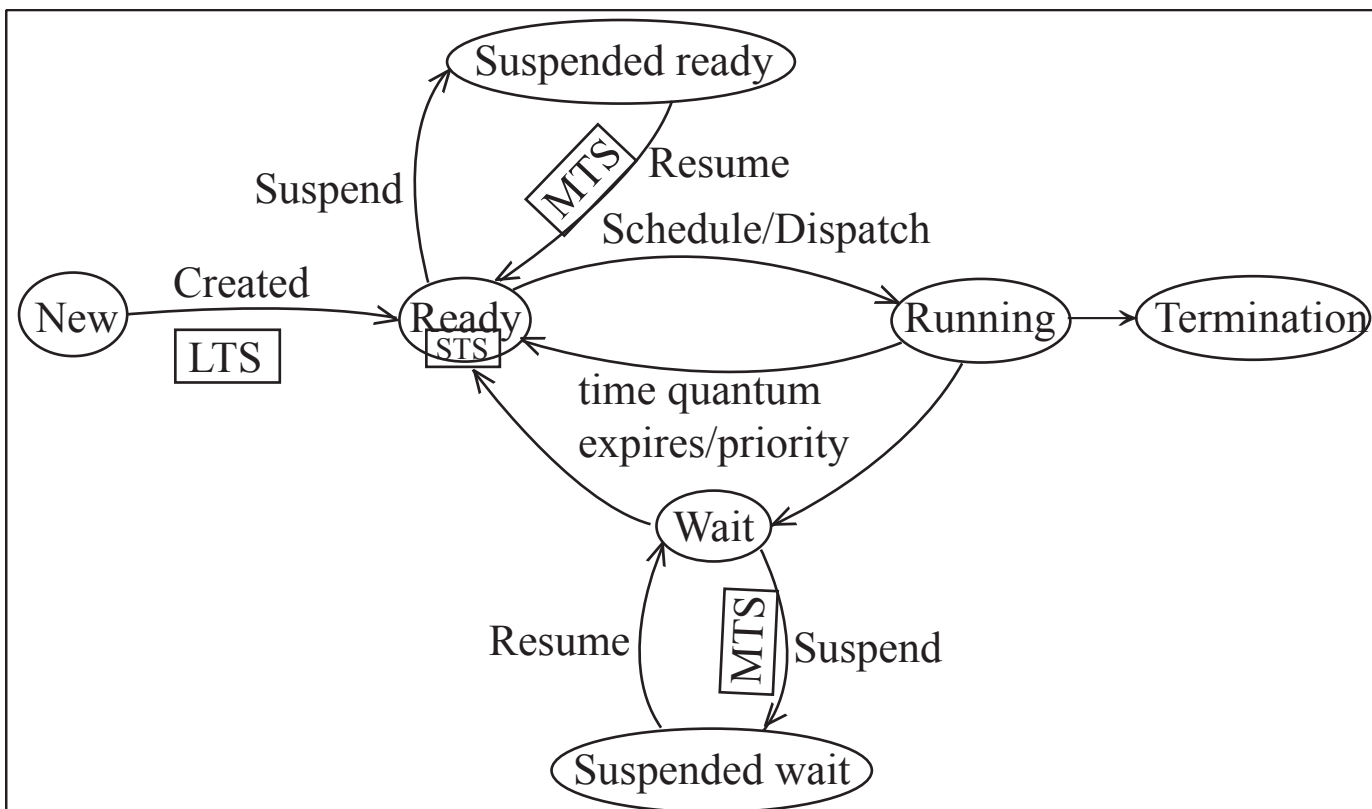 Suspended ready
MTS
Resume
Suspend
Schedule/Dispatch
Created
New
Ready
Running
Termination
STS
LTS
time quantum
expires/priority
Wait
Resume
MTS
Suspend
Suspended wait